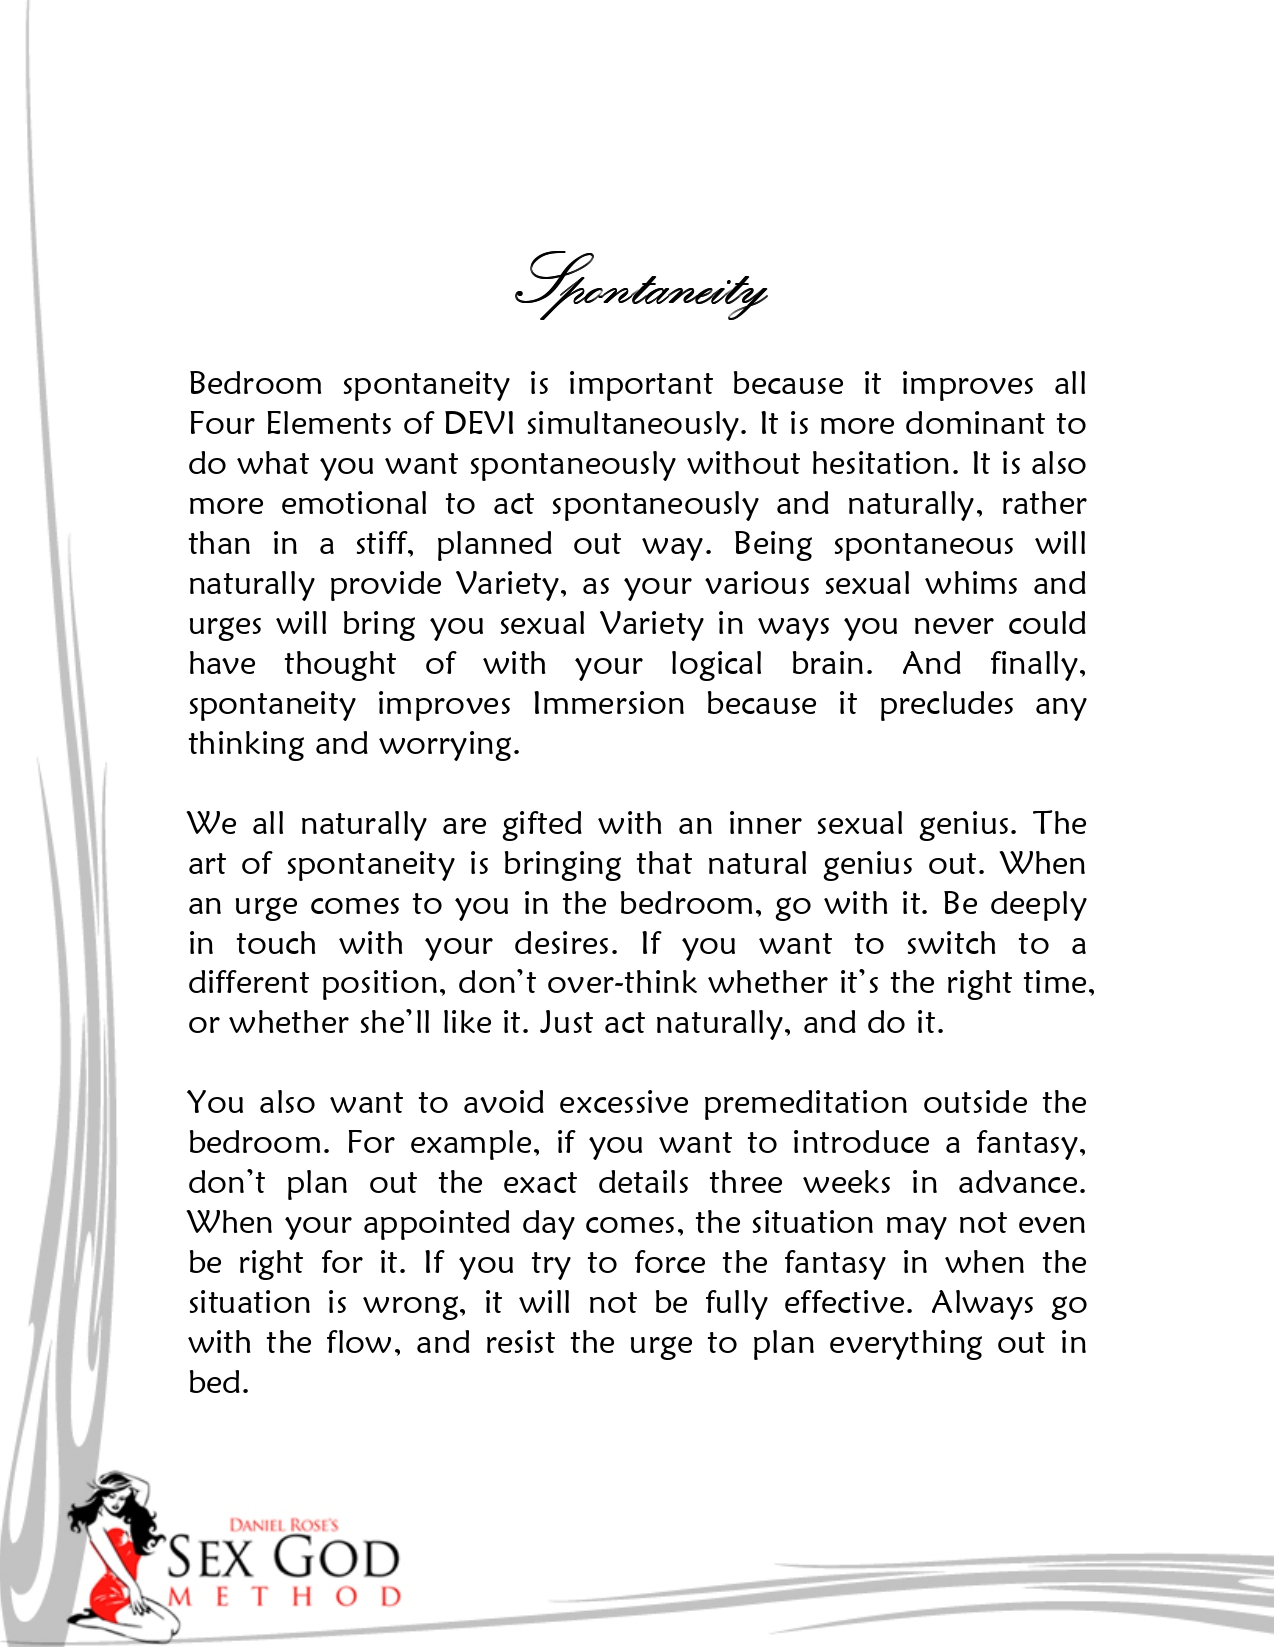 Spontaneity
Bedroom spontaneity is important because it improves all
Four Elements of DEVI simultaneously. It is more dominant to
do what you want spontaneously without hesitation. It is also
more emotional to act spontaneously and naturally, rather
than in a stiff, planned out way. Being spontaneous will
naturally provide Variety, as your various sexual whims and
urges will bring you sexual Variety in ways you never could
have thought of with your logical brain. And finally,
spontaneity improves Immersion because it precludes any
thinking and worrying.
We all naturally are gifted with an inner sexual genius. The
art of spontaneity is bringing that natural genius out. When
an urge comes to you in the bedroom, go with it. Be deeply
in touch with your desires. If you want to switch to a
different position, don’t over-think whether it’s the right time,
or whether she’ll like it. Just act naturally, and do it.
You also want to avoid excessive premeditation outside the
bedroom. For example, if you want to introduce a fantasy,
don’t plan out the exact details three weeks in advance.
When your appointed day comes, the situation may not even
be right for it. If you try to force the fantasy in when the
situation is wrong, it will not be fully effective. Always go
with the flow, and resist the urge to plan everything out in
bed.
DANIEL ROSE’S
SEX GOD
METHOD